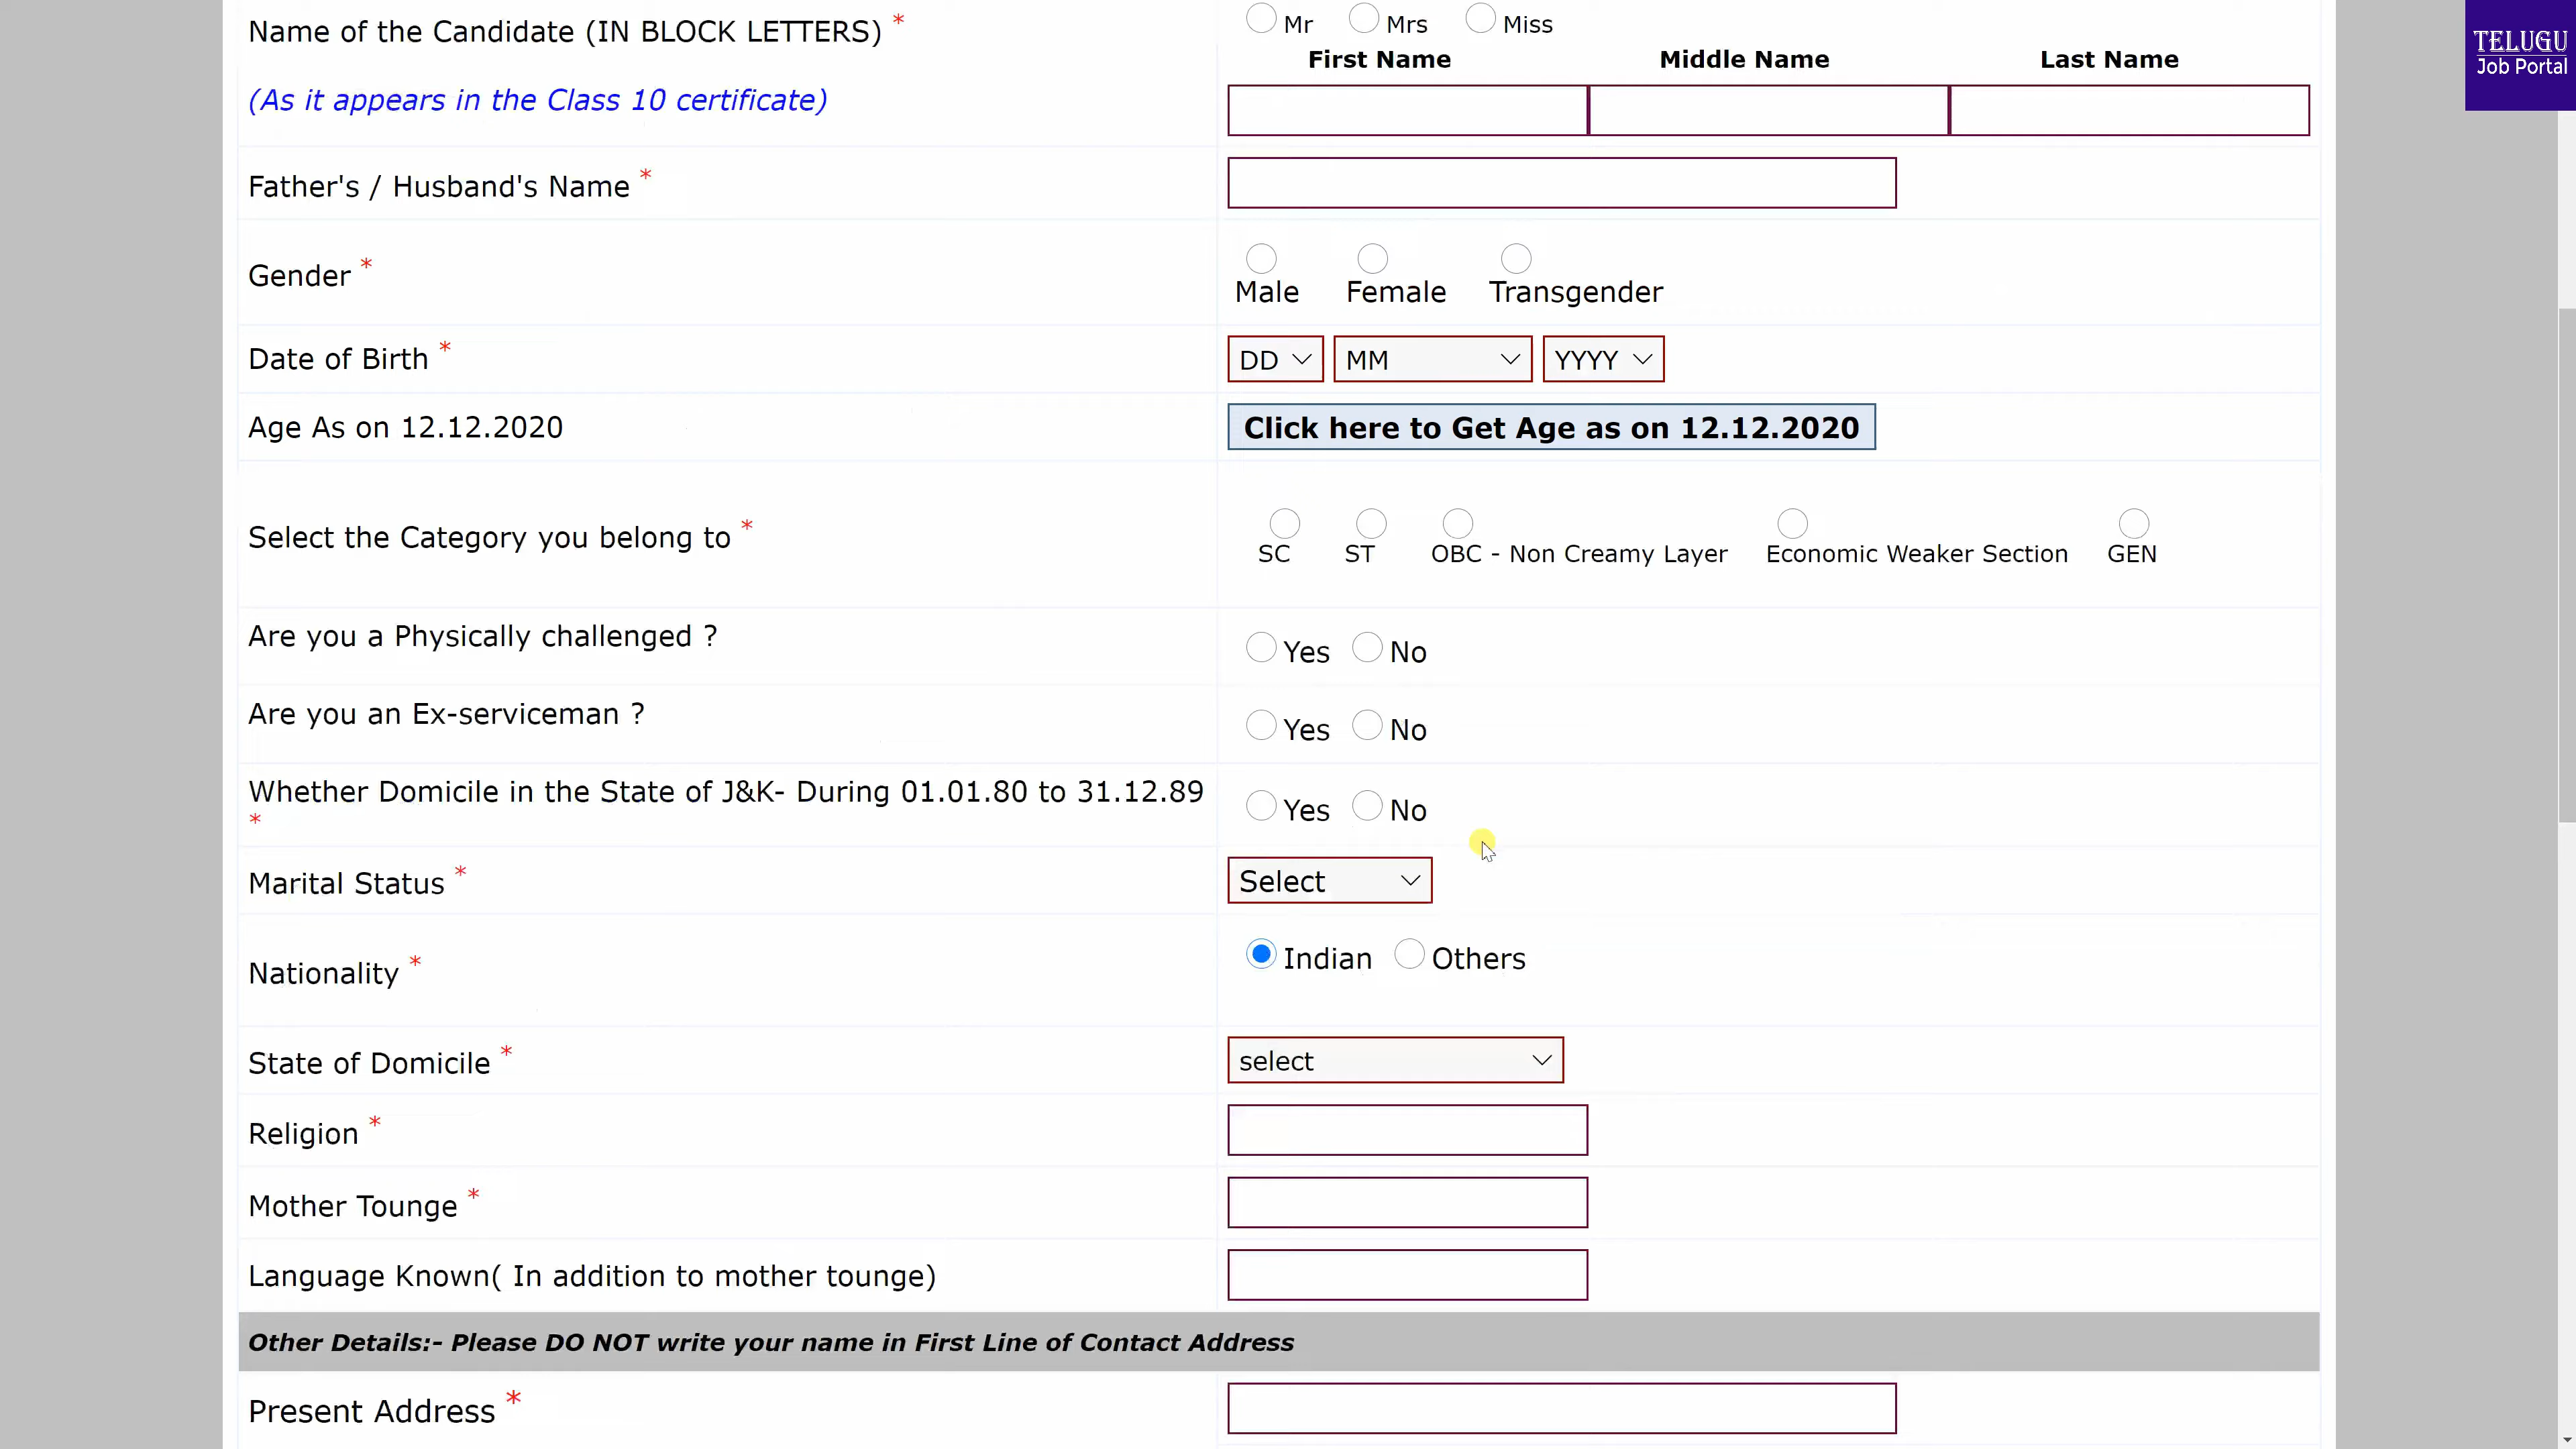 TELUGU
Job Portal
Name of the Candidate (IN BLOCK LETTERS) *
(As it appears in the Class 10 certificate)
Mr Mrs Miss
First Name Middle Name Last Name
Father's / Husband's Name *
Gender *
Male Female Transgender
Date of Birth * DD MM YYYY
Age As on 12.12.2020 Click here to Get Age as on 12.12.2020
Select the Category you belong to *
SC ST OBC - Non Creamy Layer Economic Weaker Section GEN
Are you a Physically challenged ? Yes No
Are you an Ex-serviceman ? Yes No
Whether Domicile in the State of J&K- During 01.01.80 to 31.12.89
* Yes No
Marital Status * Select
Nationality * Indian Others
State of Domicile * select
Religion *
Mother Tounge *
Language Known( In addition to mother tounge)
Other Details:- Please DO NOT write your name in First Line of Contact Address
Present Address *